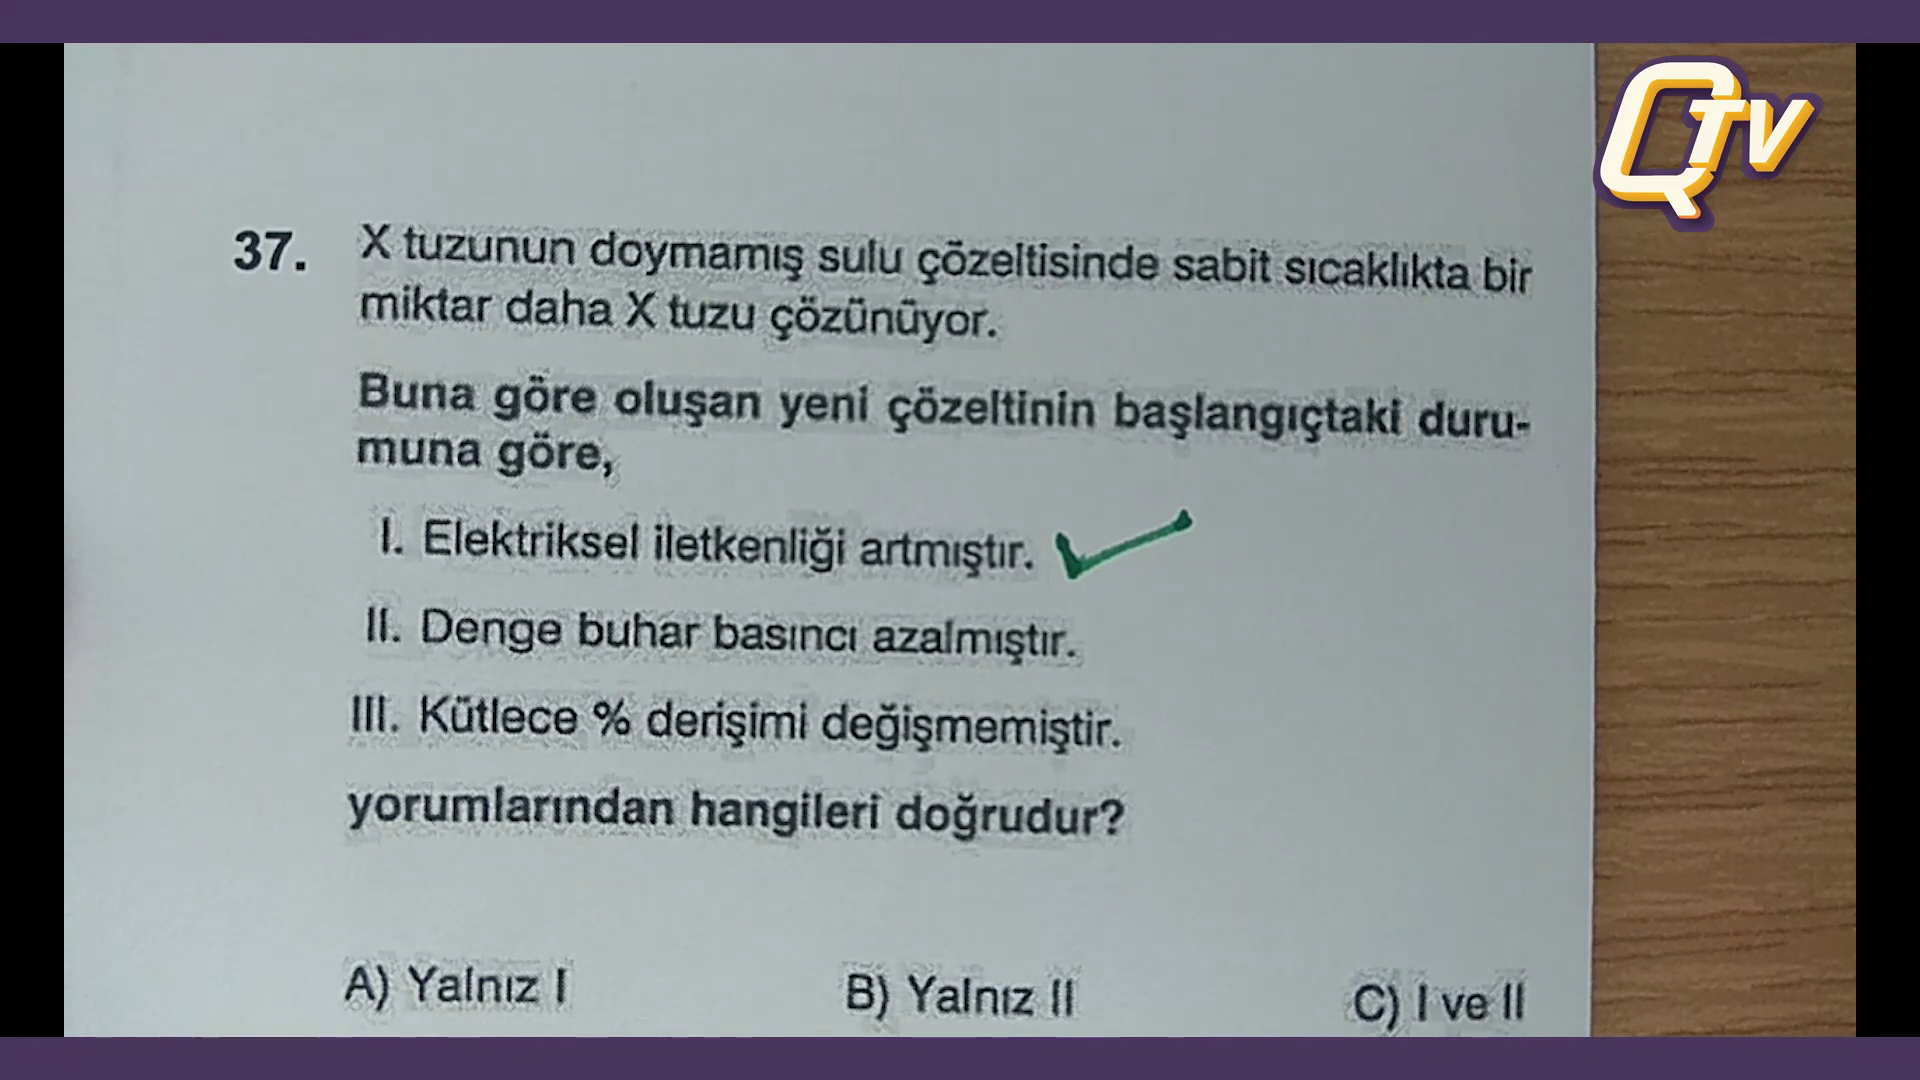 QTV
37. X tuzunun doymamış sulu çözeltisinde sabit sıcaklıkta bir
miktar daha X tuzu çözünüyor.
Buna göre oluşan yeni çözeltinin başlangıçtaki duru-
muna göre,
I. Elektriksel iletkenliği artmıştır.
II. Denge buhar basıncı azalmıştır.
III. Kütlece % derişimi değişmemiştir.
yorumlarından hangileri doğrudur?
A) Yalnız I B) Yalnız II C) I ve II